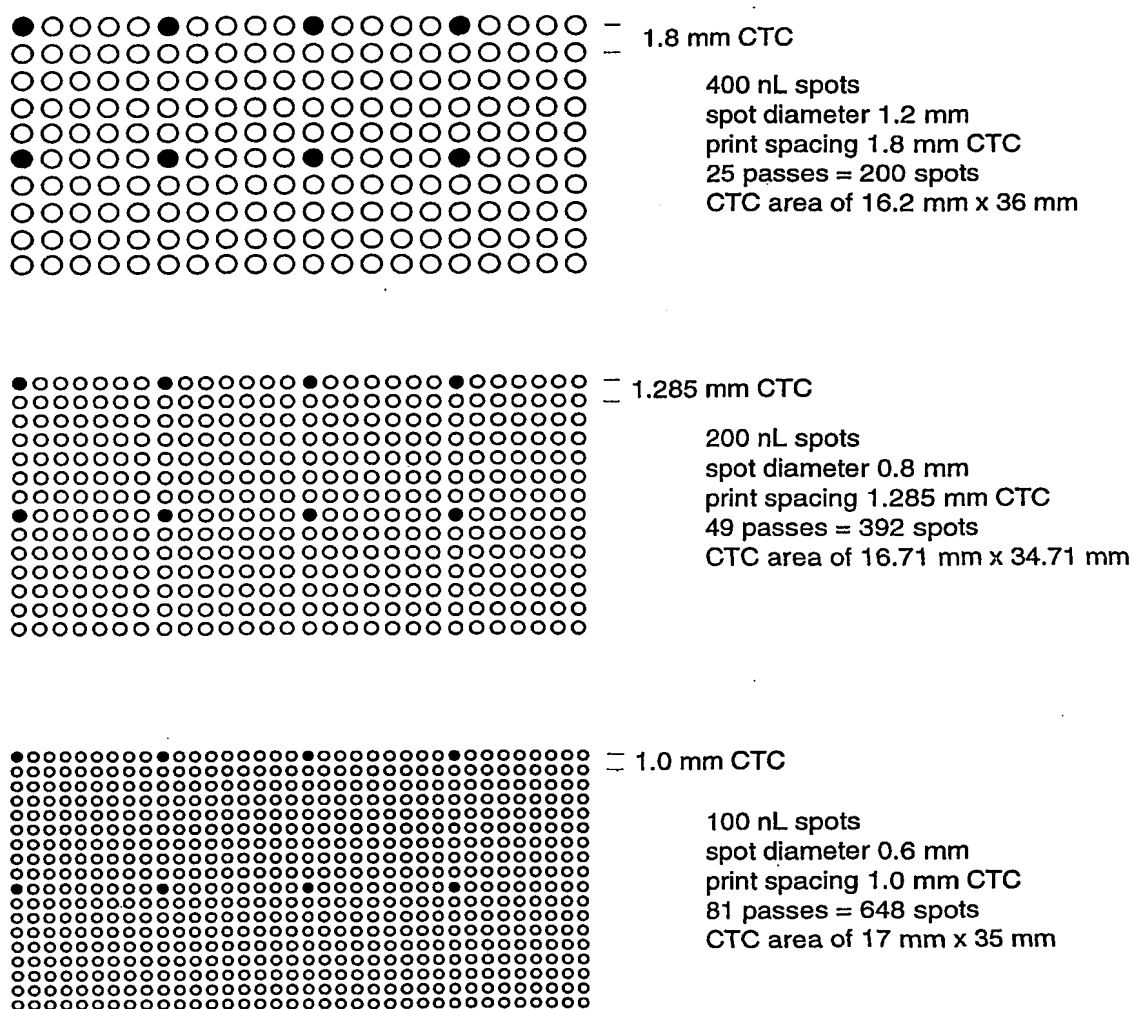 1.8 mm CTC
400 nL spots
spot diameter 1.2 mm
print spacing 1.8 mm CTC
25 passes = 200 spots
CTC area of 16.2 mm x 36 mm
1.285 mm CTC
200 nL spots
spot diameter 0.8 mm
print spacing 1.285 mm CTC
49 passes = 392 spots
CTC area of 16.71 mm x 34.71 mm
1.0 mm CTC
100 nL spots
spot diameter 0.6 mm
print spacing 1.0 mm CTC
81 passes = 648 spots
CTC area of 17 mm x 35 mm